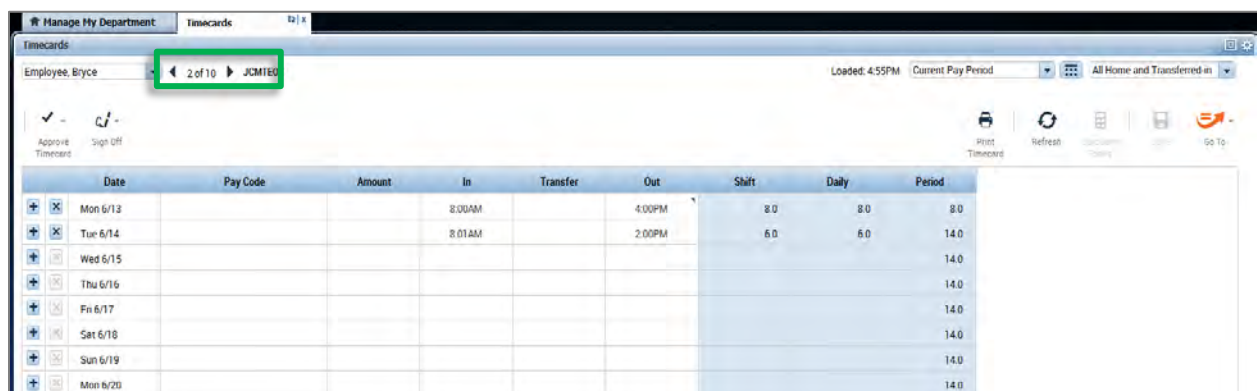 Manage My Department Timecards x
Timecards
Employee, Bryce 2 of 10 JCMTE0 Loaded: 4:55PM Current Pay Period All Home and Transferred-in
Approve Timecard Sign Off Print Timecard Refresh Go To
Date Pay Code Amount In Transfer Out Shift Daily Period
Mon 6/13 8:00AM 4:00PM 8.0 8.0 8.0
Tue 6/14 8:01AM 2:00PM 6.0 6.0 14.0
Wed 6/15 14.0
Thu 6/16 14.0
Fri 6/17 14.0
Sat 6/18 14.0
Sun 6/19 14.0
Mon 6/20 14.0